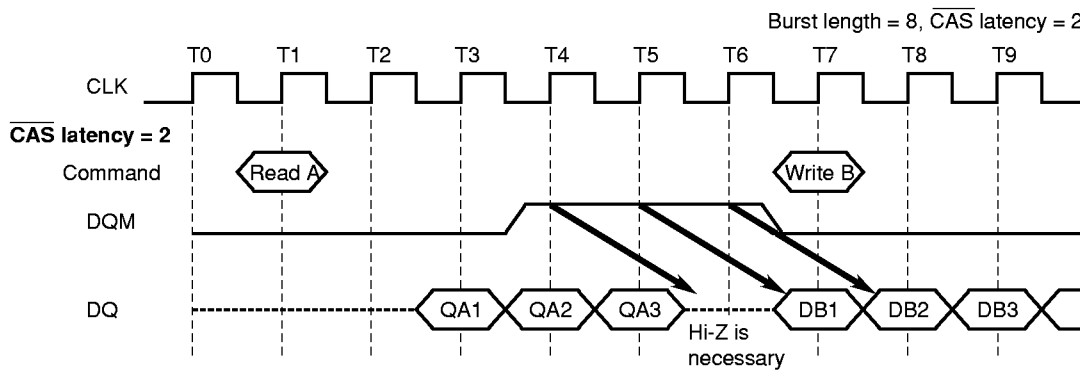 Burst length = 8, CAS latency = 2
T0 T1 T2 T3 T4 T5 T6 T7 T8 T9
CLK
CAS latency = 2
Command Read A Write B
DQM
DQ QA1 QA2 QA3 DB1 DB2 DB3
Hi-Z is
necessary